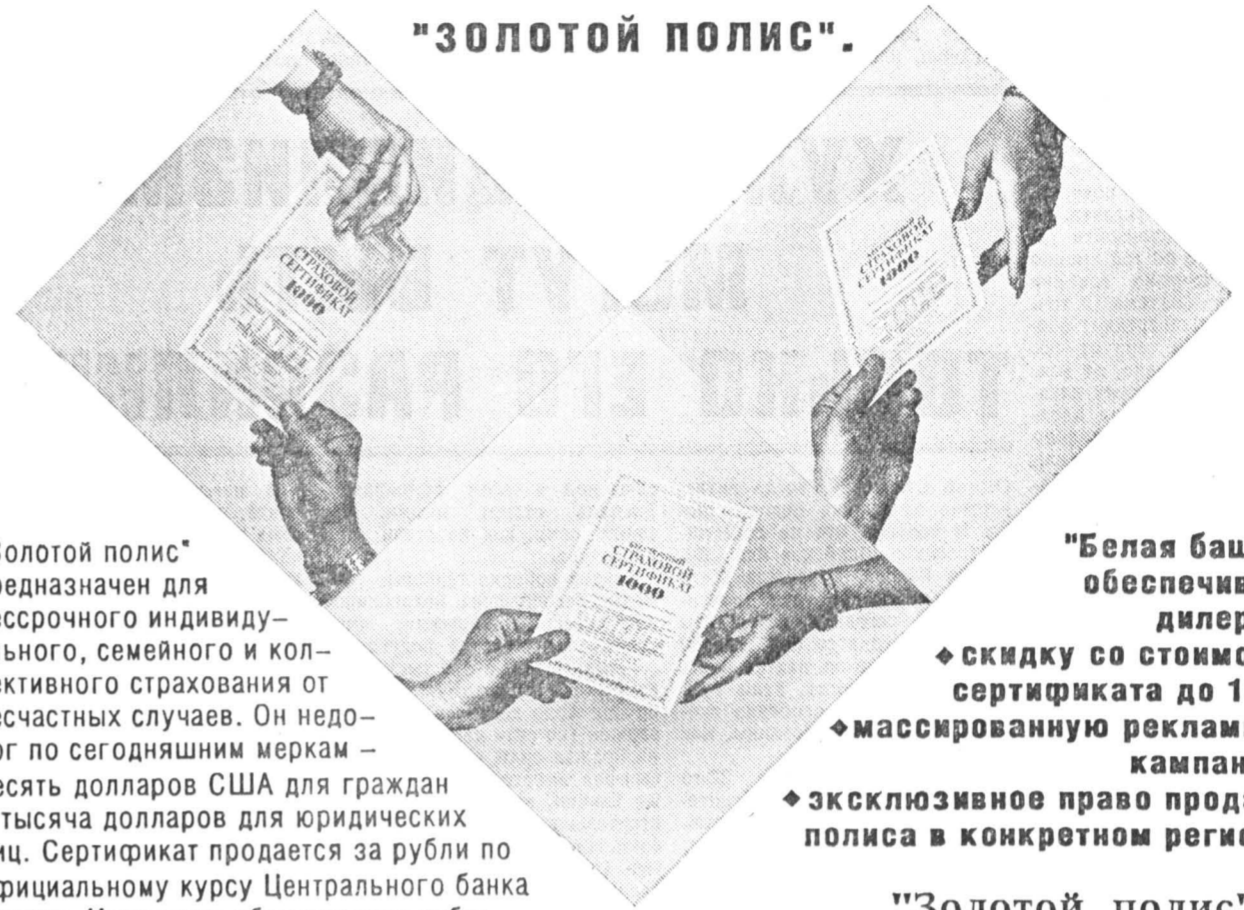 "ЗОЛОТОЙ ПОЛИС".
СТРАХОВОЙ
СЕРТИФИКАТ
1000
СТРАХОВОЙ
СЕРТИФИКАТ
1000
СТРАХОВОЙ
СЕРТИФИКАТ
1000
олотой полис"
редназначен для
ессрочного индивиду–
льного, семейного и кол–
ективного страхования от
есчастных случаев. Он недо–
ог по сегодняшним меркам –
есять долларов США для граждан
тысяча долларов для юридических
иц. Сертификат продается за рубли по
фициальному курсу Центрального банка
"Белая баш
обеспечив
дилер
❖ скидку со стоимо
сертификата до 1
❖ массированную реклам
кампан
❖ эксклюзивное право прода
полиса в конкретном регио
"Золотой полис"